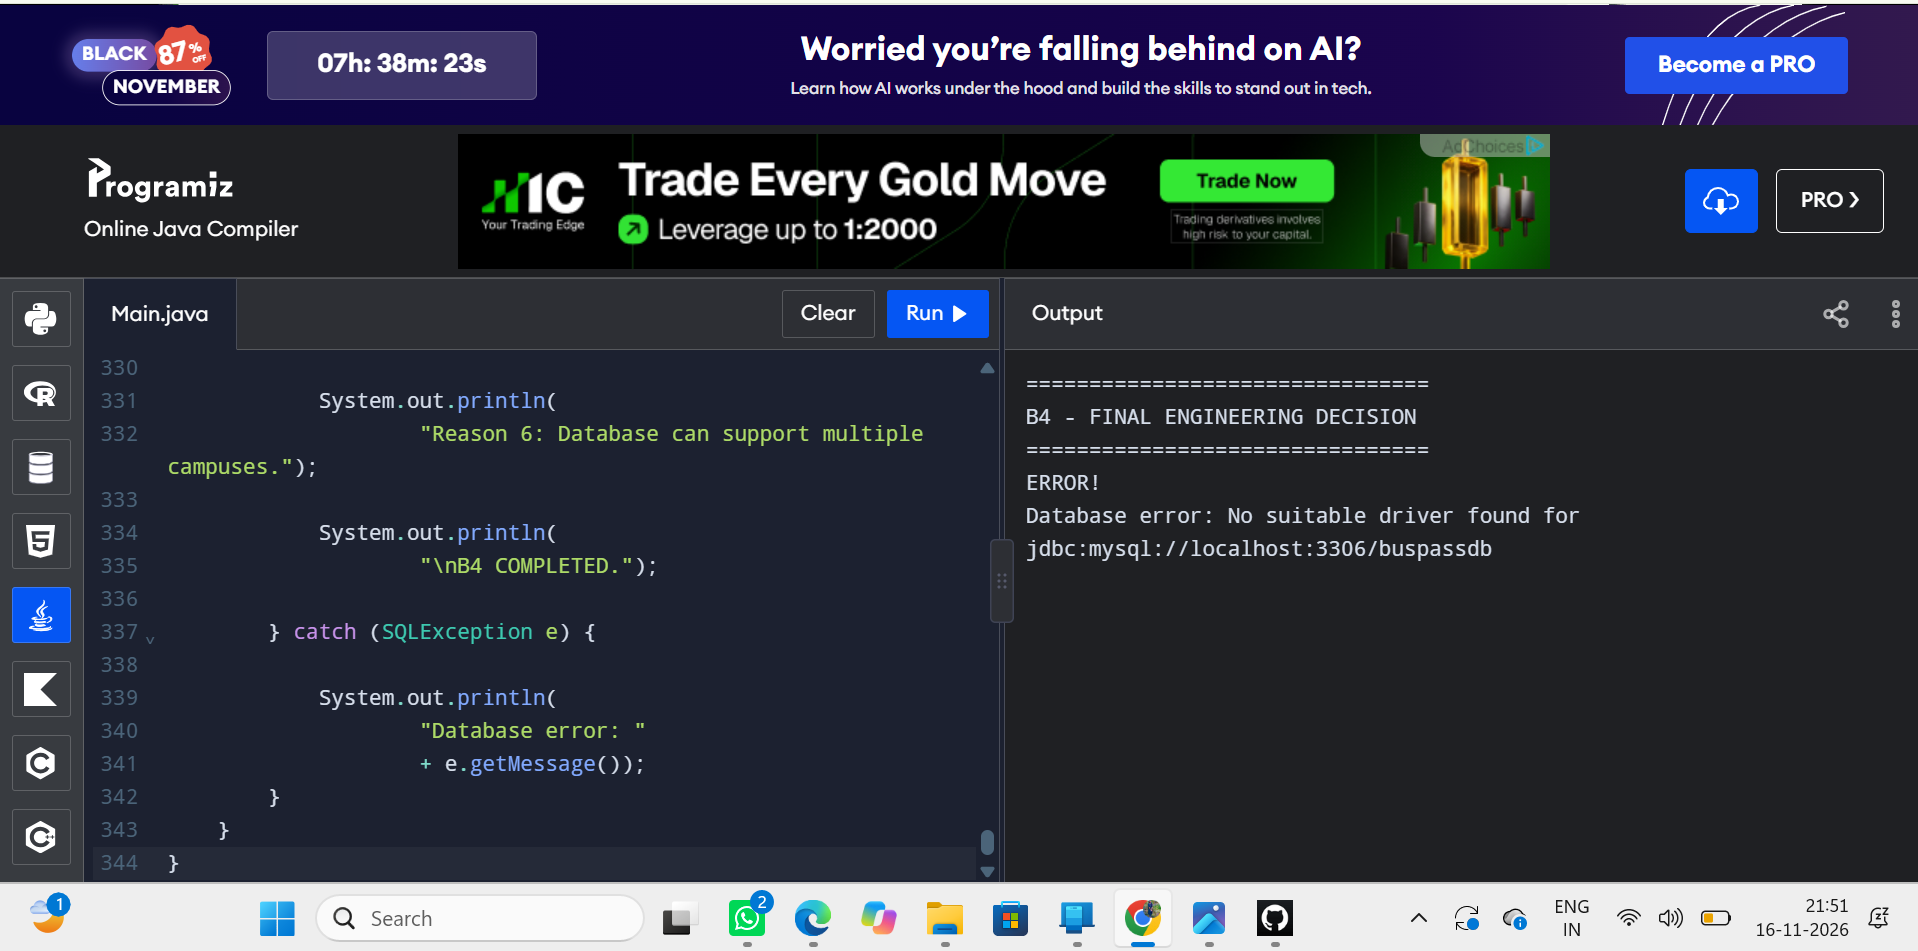 BLACK
87% OFF
NOVEMBER
07h: 38m: 23s
Worried you're falling behind on AI?
Learn how AI works under the hood and build the skills to stand out in tech.
Become a PRO
Programiz
Online Java Compiler
HIC
Your Trading Edge
Trade Every Gold Move
Leverage up to 1:2000
Trade Now
Trading derivatives involves
high risk to your capital.
AdChoices
PRO
Main.java
Clear
Run
Output
330
331 System.out.println(
332 "Reason 6: Database can support multiple
campuses.");
333
334 System.out.println(
335 "\nB4 COMPLETED.");
336
337 } catch (SQLException e) {
338
339 System.out.println(
340 "Database error: "
341 + e.getMessage());
342 }
343 }
344 }
================================
B4 - FINAL ENGINEERING DECISION
================================
ERROR!
Database error: No suitable driver found for
jdbc:mysql://localhost:3306/buspassdb
1
Search
2
ENG
IN
21:51
16-11-2026